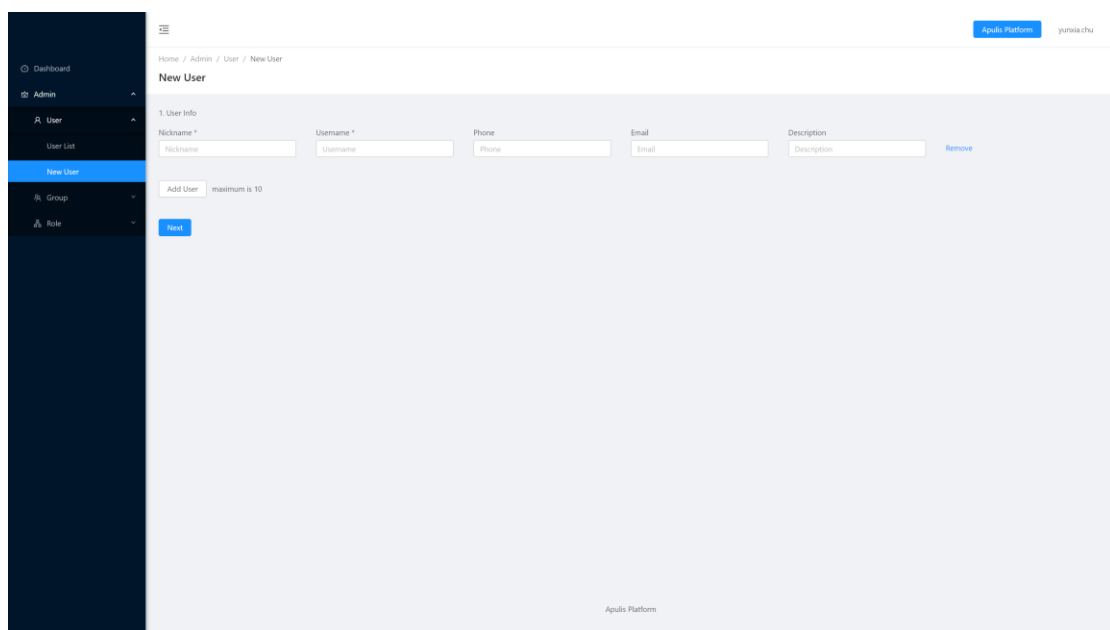 Apulis Platform yunxia.chu
Home / Admin / User / New User
New User
Dashboard
Admin
User
User List
New User
Group
Role
1. User Info
Nickname * Username * Phone Email Description
Nickname Username Phone Email Description Remove
Add User maximum is 10
Next
Apulis Platform